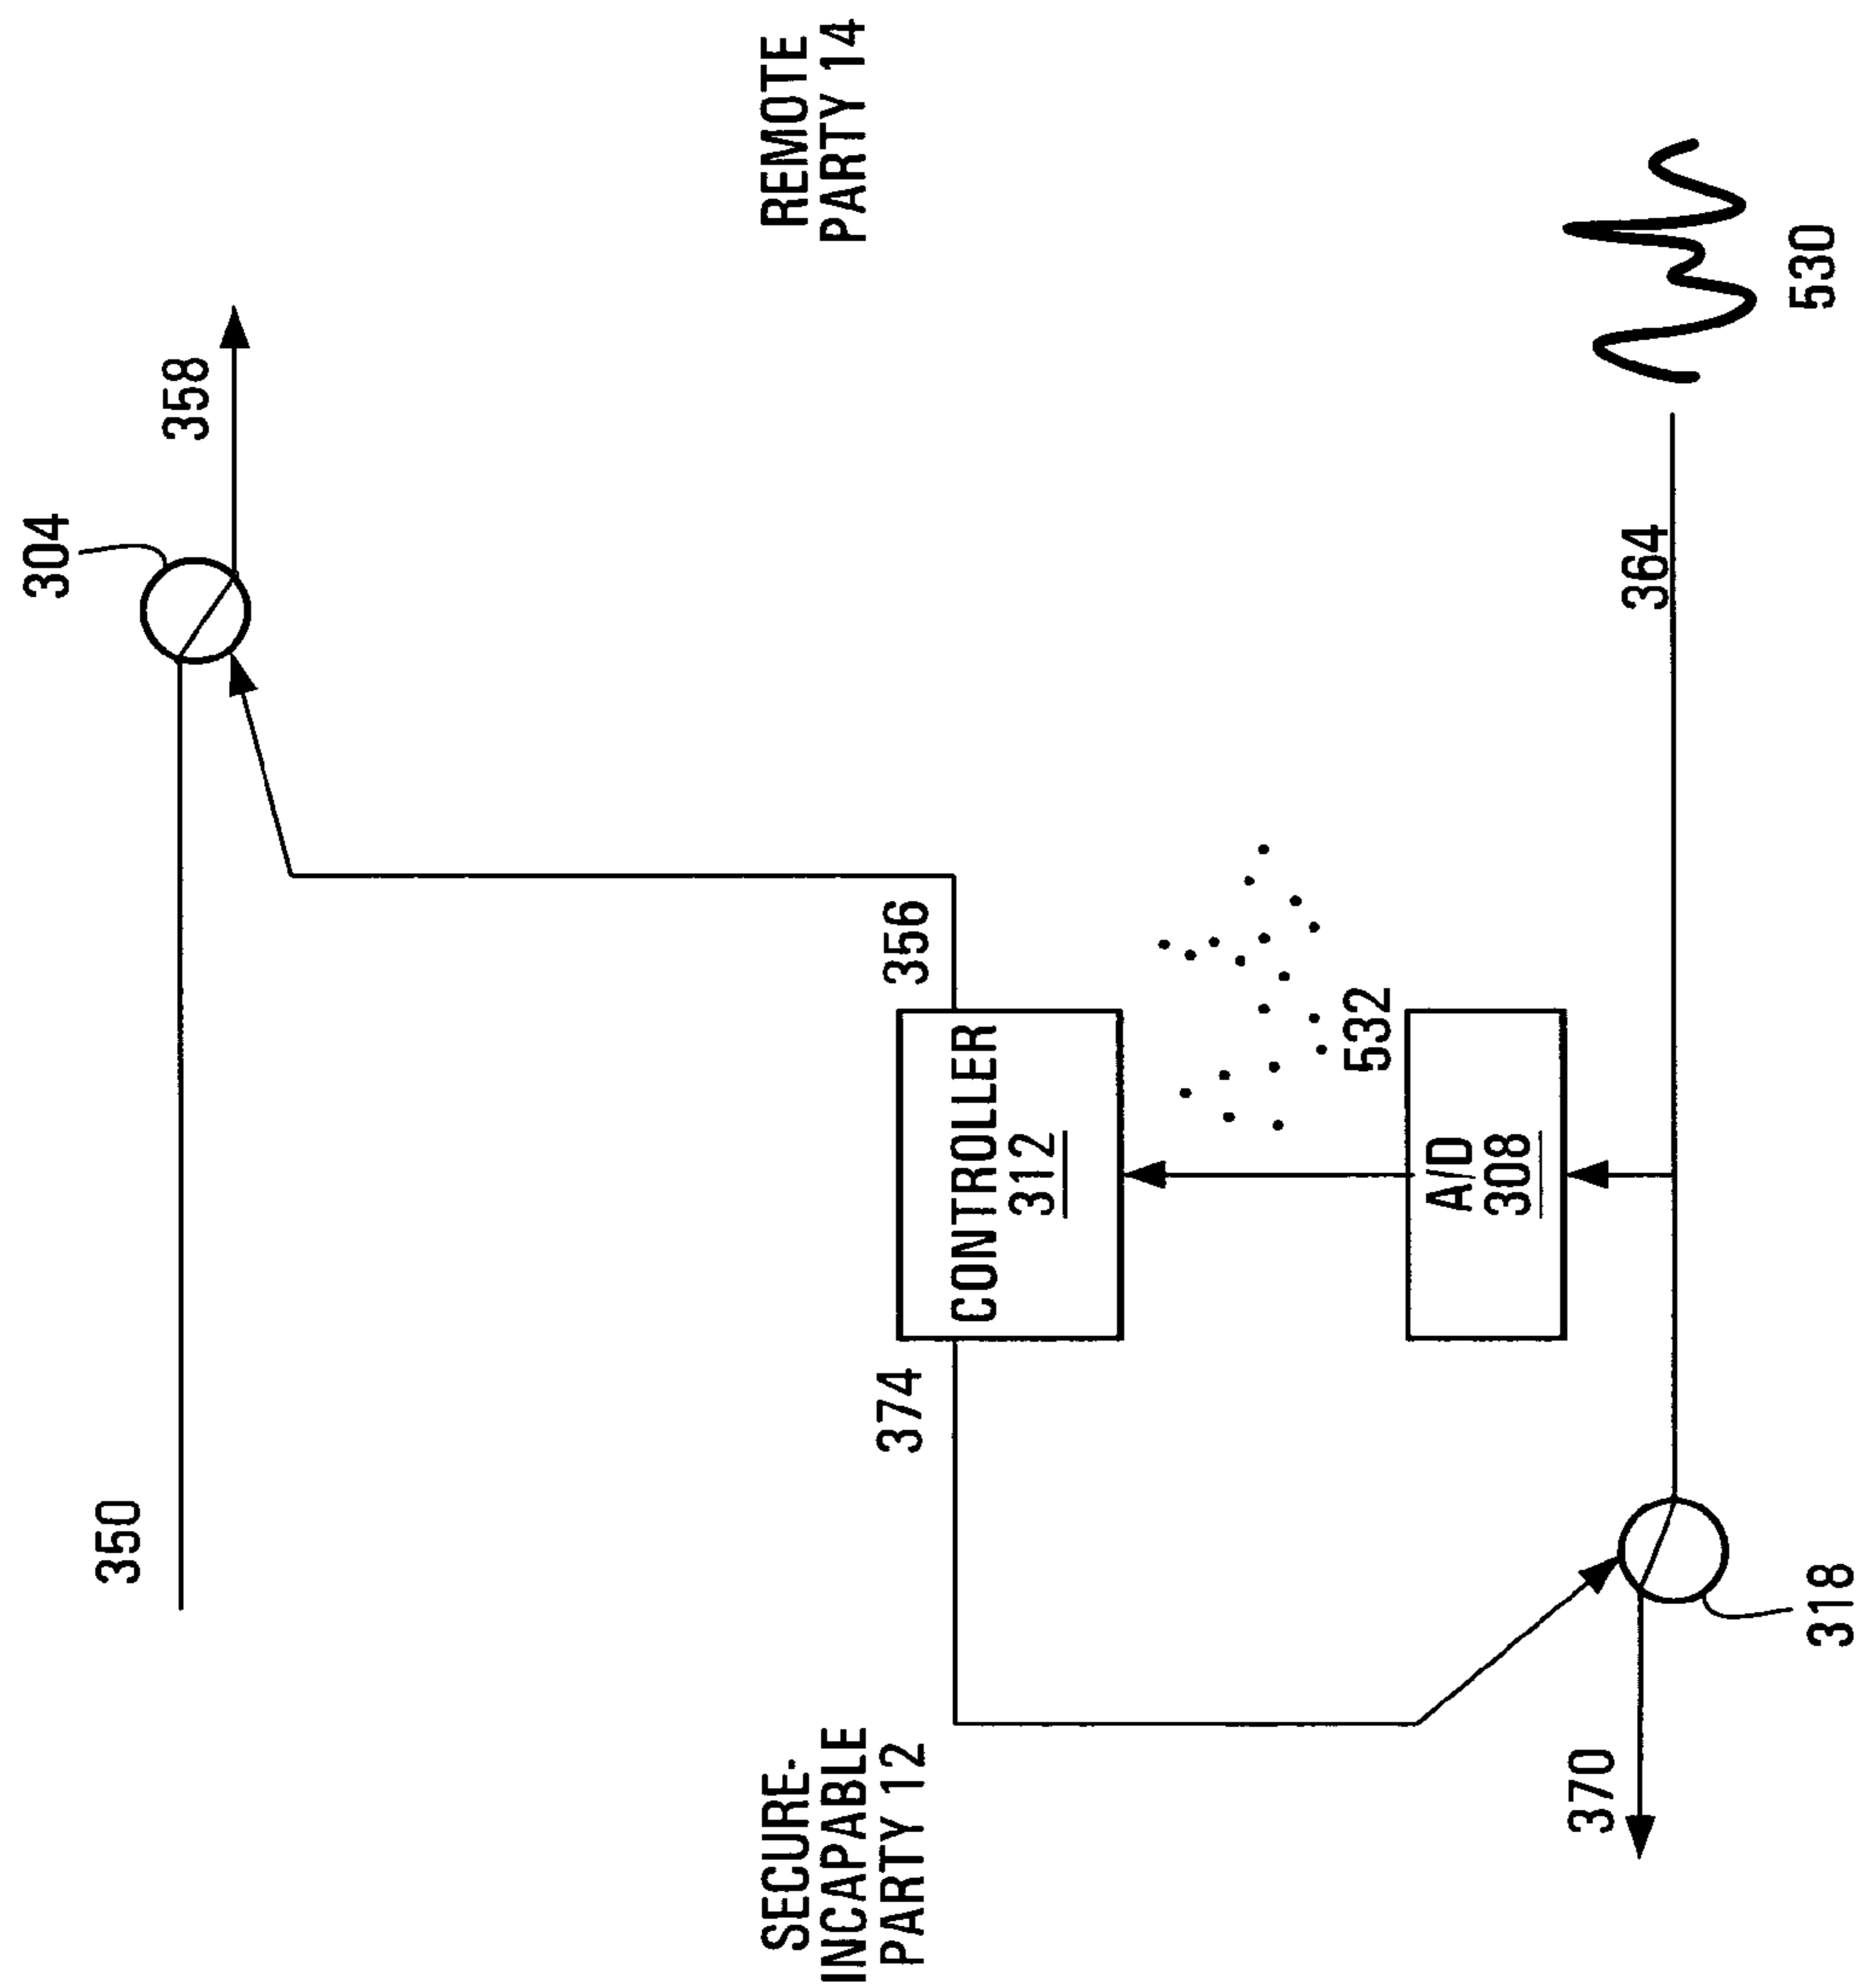 304
358
350
REMOTE
PARTY 14
356
CONTROLLER
312
374
SECURE-
INCAPABLE
PARTY 12
532
A/D
308
364
530
370
318